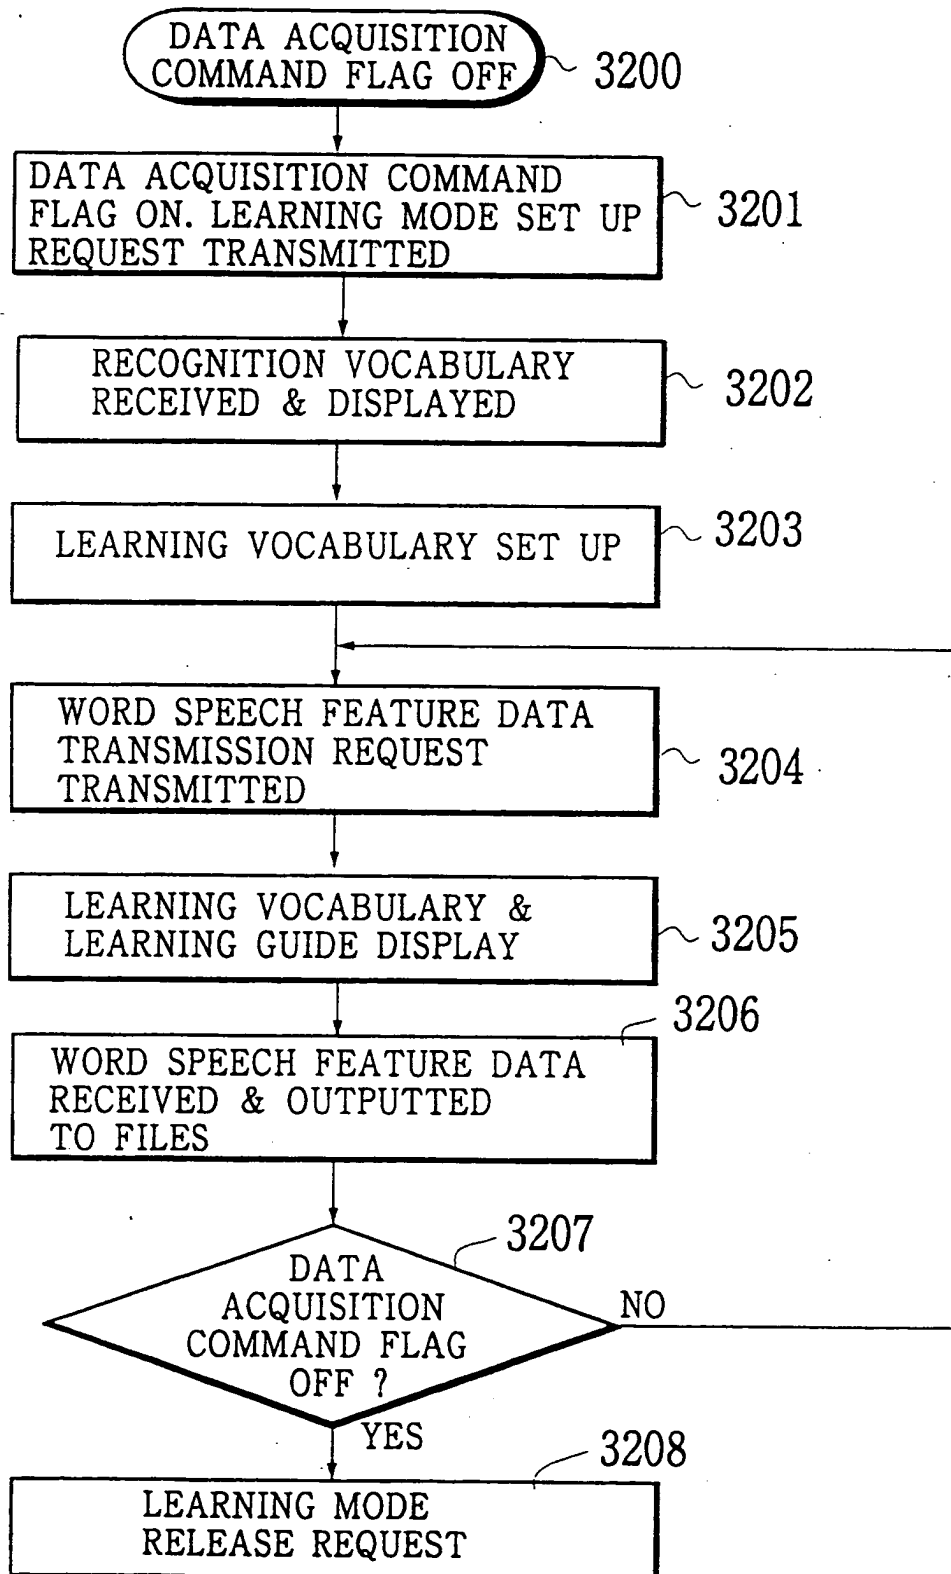 DATA ACQUISITION
COMMAND FLAG OFF
3200
DATA ACQUISITION COMMAND
FLAG ON. LEARNING MODE SET UP
REQUEST TRANSMITTED
3201
RECOGNITION VOCABULARY
RECEIVED & DISPLAYED
3202
LEARNING VOCABULARY SET UP
3203
WORD SPEECH FEATURE DATA
TRANSMISSION REQUEST
TRANSMITTED
3204
LEARNING VOCABULARY &
LEARNING GUIDE DISPLAY
3205
3206
WORD SPEECH FEATURE DATA
RECEIVED & OUTPUTTED
TO FILES
3207
DATA
ACQUISITION
COMMAND FLAG
OFF ?
NO
YES
3208
LEARNING MODE
RELEASE REQUEST